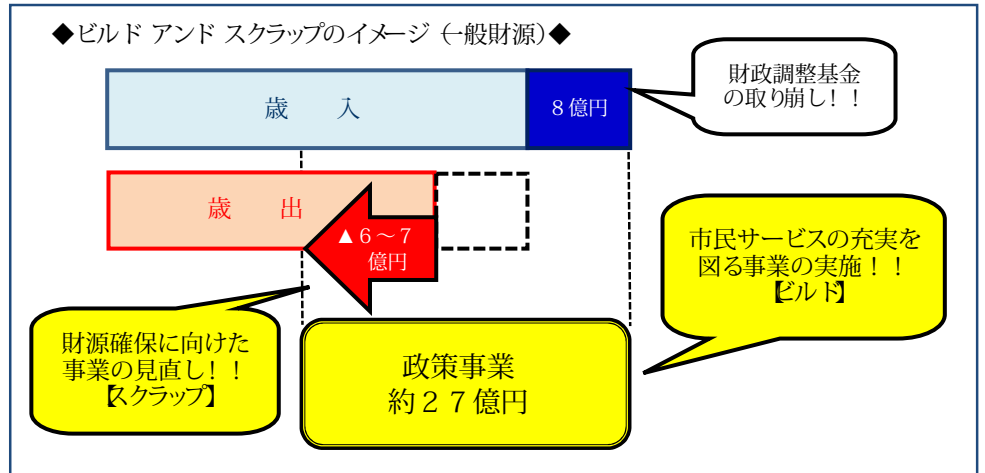 ◆ビルド アンド スクラップのイメージ（一般財源）◆
財政調整基金
の取り崩し！！
歳　入
８億円
歳　出
▲６～７
億円
市民サービスの充実を
図る事業の実施！！
【ビルド】
財源確保に向けた
事業の見直し！！
【スクラップ】
政策事業
約２７億円